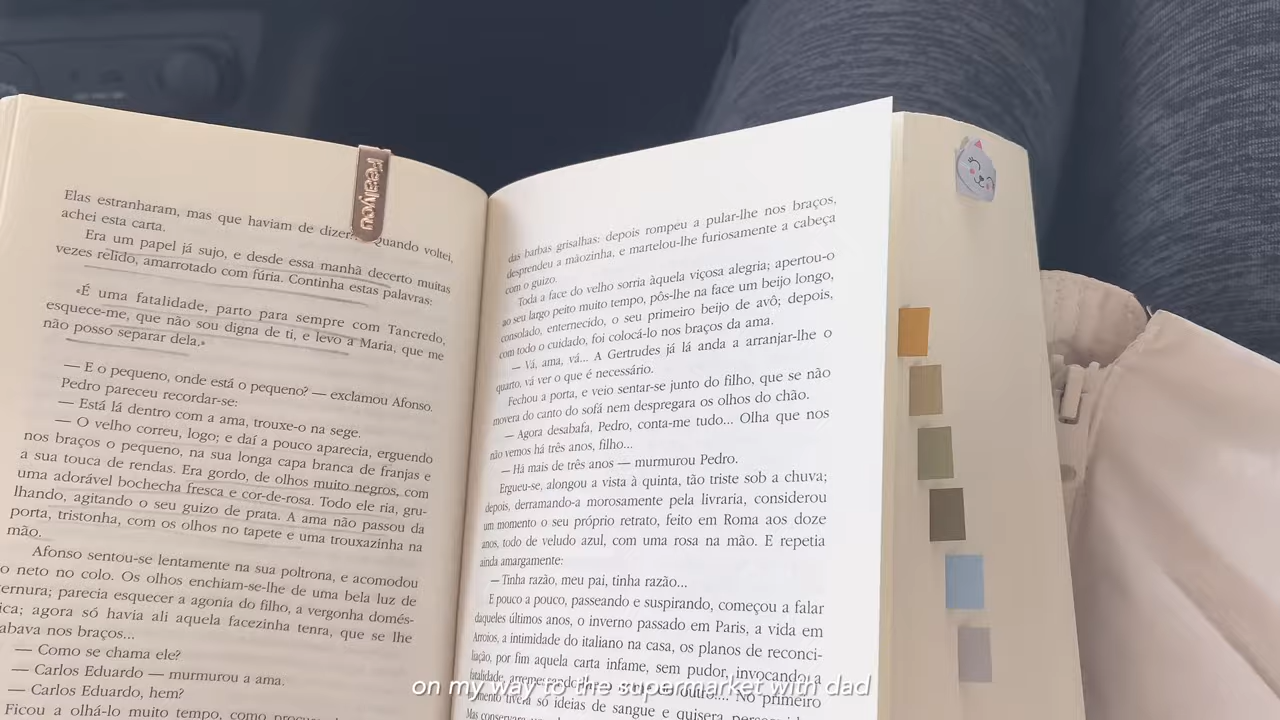 Elas estranharam, mas que haviam de dizer. Quando voltei,
achei esta carta.
Era um papel já sujo, e desde essa manhã decerto muitas
vezes relido, amarrotado com fúria. Continha estas palavras:
«É uma fatalidade, parto para sempre com Tancredo,
esquece-me, que não sou digna de ti, e levo a Maria, que me
não posso separar dela.»
— E o pequeno, onde está o pequeno? — exclamou Afonso.
Pedro pareceu recordar-se:
— Está lá dentro com a ama, trouxe-o na sege.
— O velho correu, logo; e daí a pouco aparecia, erguendo
nos braços o pequeno, na sua longa capa branca de franjas e
a sua touca de rendas. Era gordo, de olhos muito negros, com
uma adorável bochecha fresca e cor-de-rosa. Todo ele ria, gru-
lhando, agitando o seu guizo de prata. A ama não passou da
porta, tristonha, com os olhos no tapete e uma trouxazinha na
mão.
Afonso sentou-se lentamente na sua poltrona, e acomodou
o neto no colo. Os olhos enchiam-se-lhe de uma bela luz de
ternura; parecia esquecer a agonia do filho, a vergonha domés-
ica; agora só havia ali aquela facezinha tenra, que se lhe
abava nos braços...
— Como se chama ele?
— Carlos Eduardo — murmurou a ama.
— Carlos Eduardo, hem?
Ficou a olhá-lo muito tempo, como
realyou
das barbas grisalhas: depois rompeu a pular-lhe nos braços,
desprendeu a mãozinha, e martelou-lhe furiosamente a cabeça
com o guizo.
Toda a face do velho sorria àquela viçosa alegria; apertou-o
ao seu largo peito muito tempo, pôs-lhe na face um beijo longo,
consolado, enternecido, o seu primeiro beijo de avô; depois,
com todo o cuidado, foi colocá-lo nos braços da ama.
— Vá, ama, vá... A Gertrudes já lá anda a arranjar-lhe o
quarto, vá ver o que é necessário.
Fechou a porta, e veio sentar-se junto do filho, que se não
movera do canto do sofá nem despregara os olhos do chão.
— Agora desabafa, Pedro, conta-me tudo... Olha que nos
não vemos há três anos, filho...
— Há mais de três anos — murmurou Pedro.
Ergueu-se, alongou a vista à quinta, tão triste sob a chuva;
depois, derramando-a morosamente pela livraria, considerou
um momento o seu próprio retrato, feito em Roma aos doze
anos, todo de veludo azul, com uma rosa na mão. E repetia
ainda amargamente:
— Tinha razão, meu pai, tinha razão...
E pouco a pouco, passeando e suspirando, começou a falar
daqueles últimos anos, o inverno passado em Paris, a vida em
Arroios, a intimidade do italiano na casa, os planos de reconci-
liação, por fim aquela carta infame, sem pudor, invocando a
fatalidade, outro... No primeiro
momento tivera só ideias de sangue e quisera
on my way to the supermarket with dad